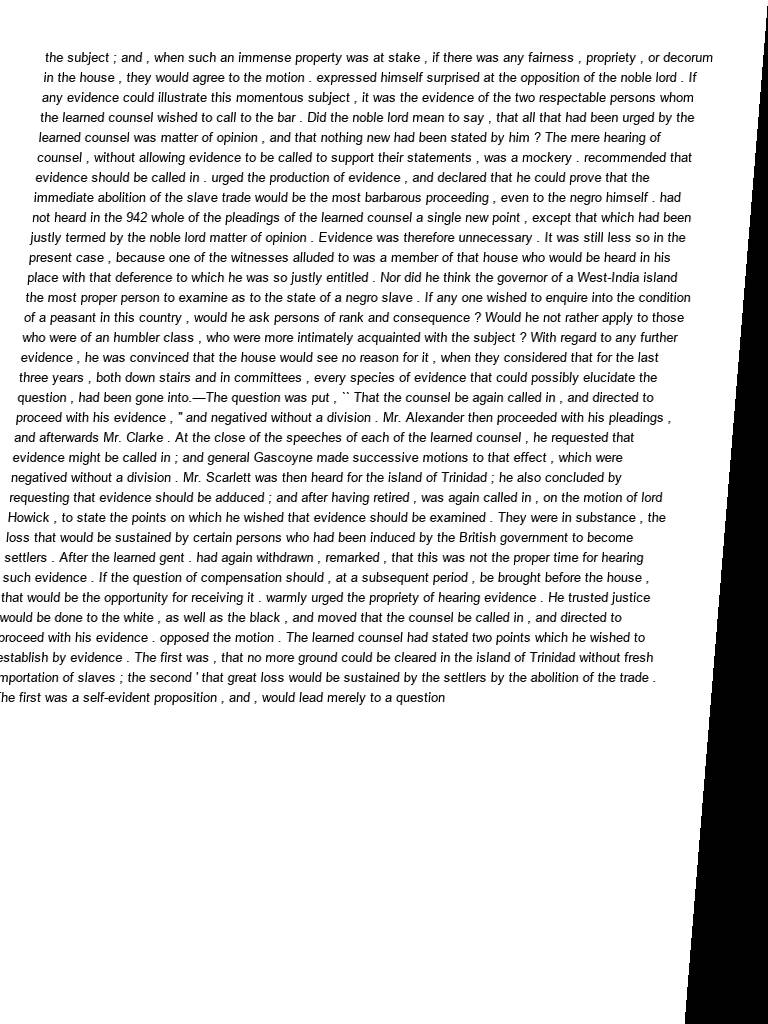 the subject ; and , when such an immense property was at stake , if there was any fairness , propriety , or decorum
in the house , they would agree to the motion . expressed himself surprised at the opposition of the noble lord . If
any evidence could illustrate this momentous subject , it was the evidence of the two respectable persons whom
the learned counsel wished to call to the bar . Did the noble lord mean to say , that all that had been urged by the
learned counsel was matter of opinion , and that nothing new had been stated by him ? The mere hearing of
counsel , without allowing evidence to be called to support their statements , was a mockery . recommended that
evidence should be called in . urged the production of evidence , and declared that he could prove that the
immediate abolition of the slave trade would be the most barbarous proceeding , even to the negro himself . had
not heard in the 942 whole of the pleadings of the learned counsel a single new point , except that which had been
justly termed by the noble lord matter of opinion . Evidence was therefore unnecessary . It was still less so in the
present case , because one of the witnesses alluded to was a member of that house who would be heard in his
place with that deference to which he was so justly entitled . Nor did he think the governor of a West-India island
the most proper person to examine as to the state of a negro slave . If any one wished to enquire into the condition
of a peasant in this country , would he ask persons of rank and consequence ? Would he not rather apply to those
who were of an humbler class , who were more intimately acquainted with the subject ? With regard to any further
evidence , he was convinced that the house would see no reason for it , when they considered that for the last
three years , both down stairs and in committees , every species of evidence that could possibly elucidate the
question , had been gone into.—The question was put , `` That the counsel be again called in , and directed to
proceed with his evidence , '' and negatived without a division . Mr. Alexander then proceeded with his pleadings ,
and afterwards Mr. Clarke . At the close of the speeches of each of the learned counsel , he requested that
evidence might be called in ; and general Gascoyne made successive motions to that effect , which were
negatived without a division . Mr. Scarlett was then heard for the island of Trinidad ; he also concluded by
requesting that evidence should be adduced ; and after having retired , was again called in , on the motion of lord
Howick , to state the points on which he wished that evidence should be examined . They were in substance , the
loss that would be sustained by certain persons who had been induced by the British government to become
settlers . After the learned gent . had again withdrawn , remarked , that this was not the proper time for hearing
such evidence . If the question of compensation should , at a subsequent period , be brought before the house ,
that would be the opportunity for receiving it . warmly urged the propriety of hearing evidence . He trusted justice
would be done to the white , as well as the black , and moved that the counsel be called in , and directed to
proceed with his evidence . opposed the motion . The learned counsel had stated two points which he wished to
establish by evidence . The first was , that no more ground could be cleared in the island of Trinidad without fresh
importation of slaves ; the second ' that great loss would be sustained by the settlers by the abolition of the trade .
The first was a self-evident proposition , and , would lead merely to a question